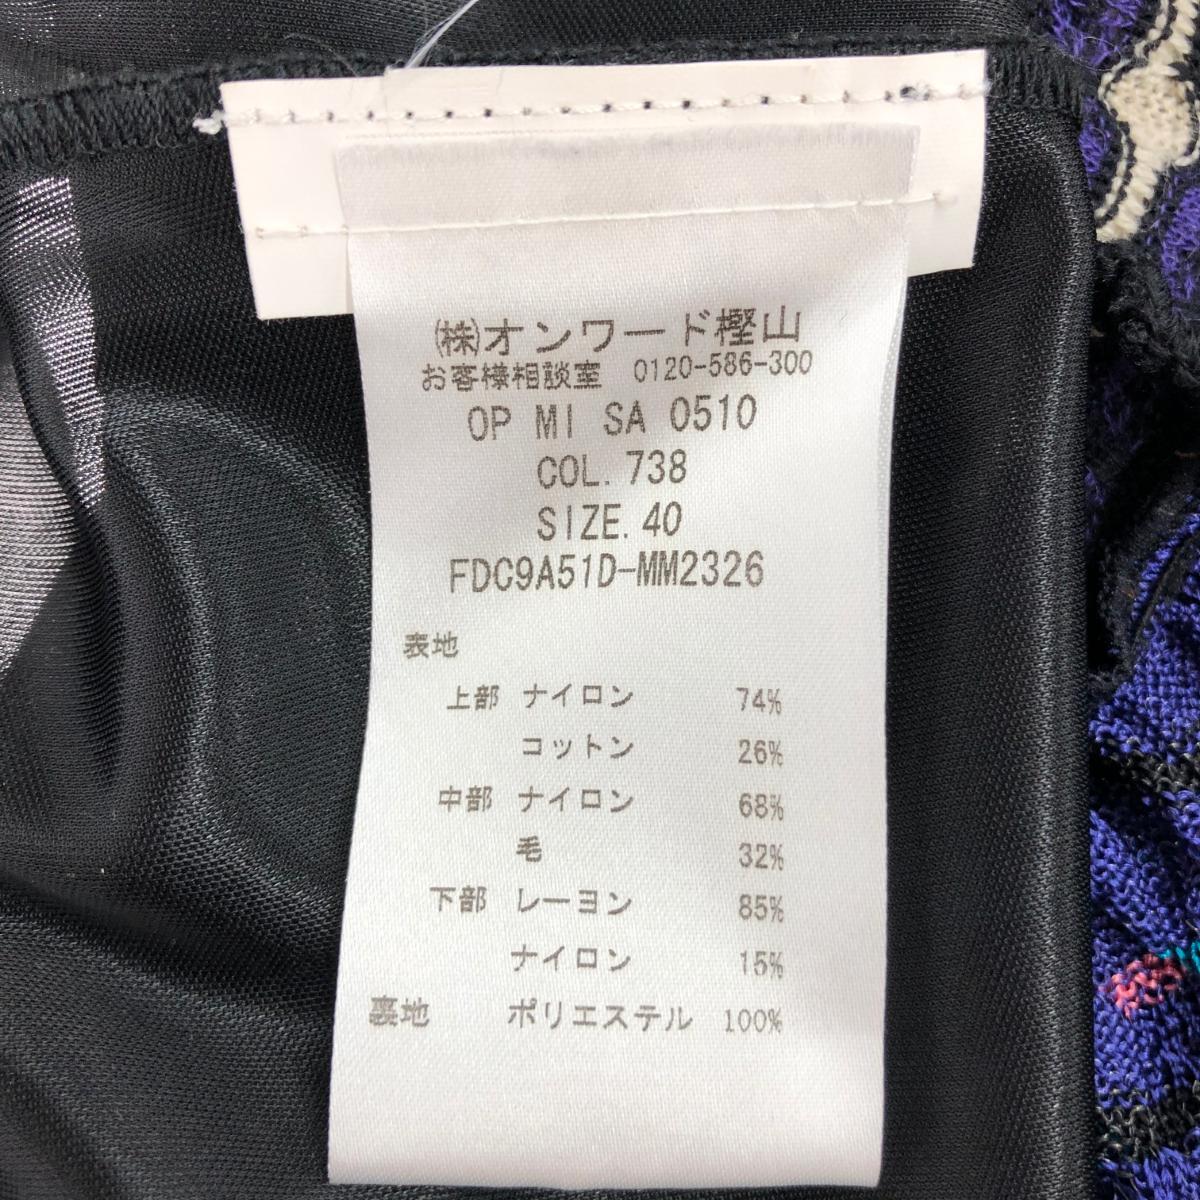 ㈱オンワード樫山
お客様相談室 0120-586-300
OP MI SA 0510
COL.738
SIZE.40
FDC9A51D-MM2326
表地
上部 ナイロン 74%
コットン 26%
中部 ナイロン 68%
毛 32%
下部 レーヨン 85%
ナイロン 15%
裏地 ポリエステル 100%